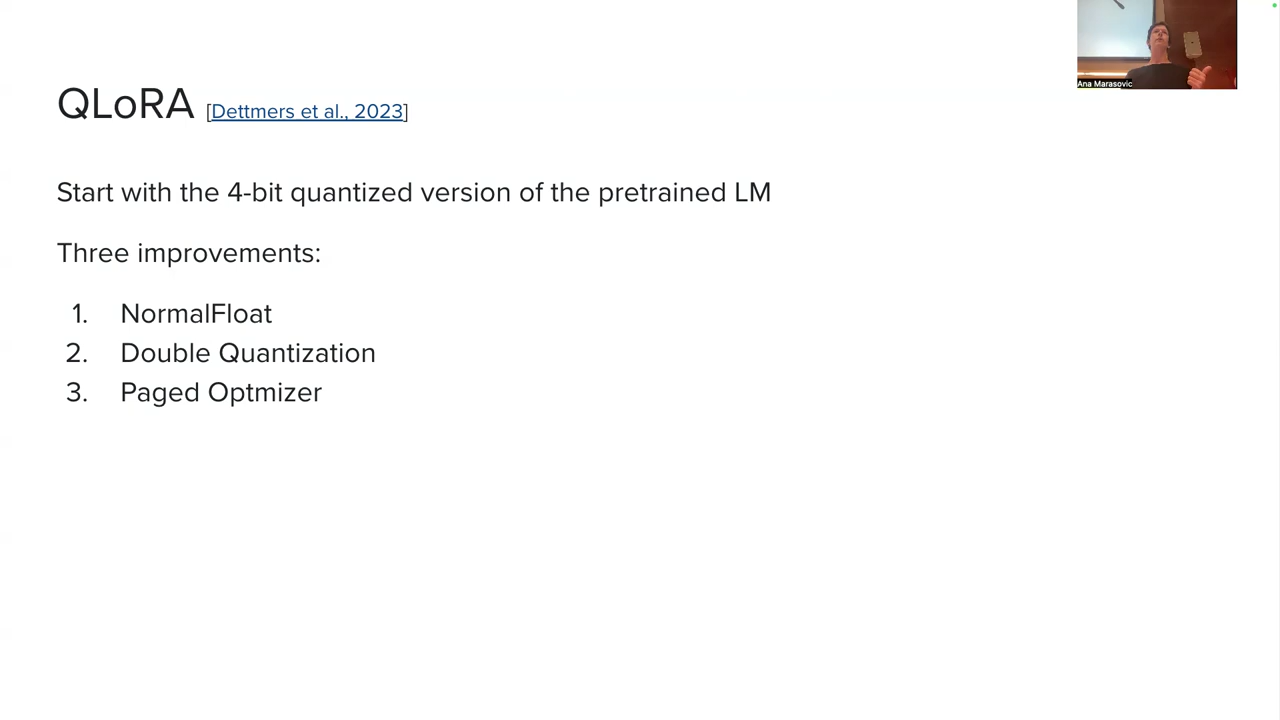 QLoRA [Dettmers et al., 2023]
Start with the 4-bit quantized version of the pretrained LM
Three improvements:
1. NormalFloat
2. Double Quantization
3. Paged Optmizer
Ana Marasovic